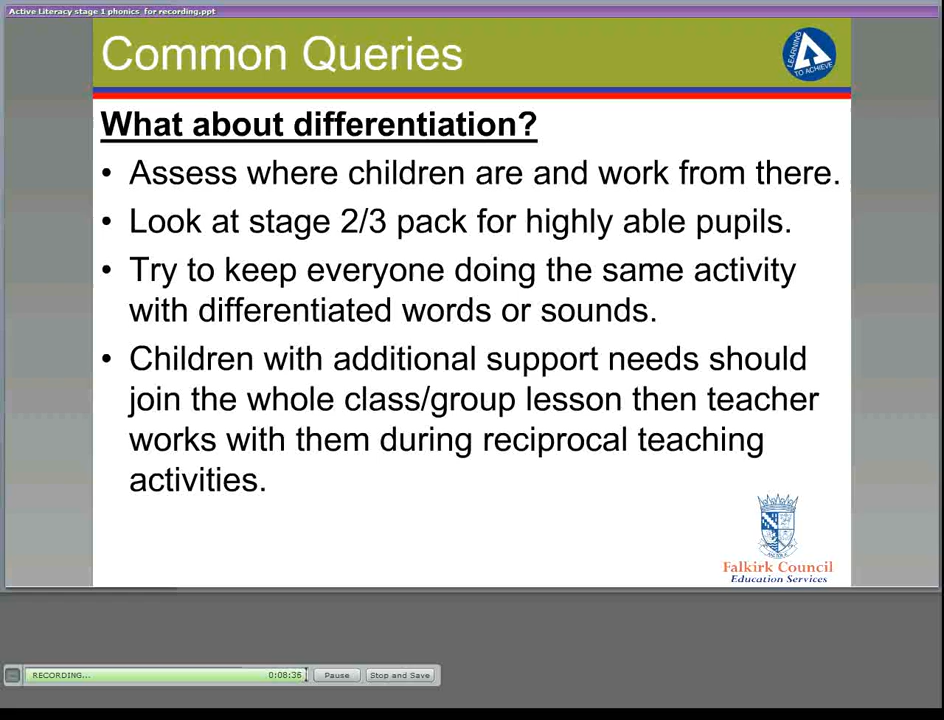 Active Literacy stage 1 phonics for recording.ppt
Common Queries
LEARNING
TO ACHIEVE
What about differentiation?
• Assess where children are and work from there.
• Look at stage 2/3 pack for highly able pupils.
• Try to keep everyone doing the same activity
with differentiated words or sounds.
• Children with additional support needs should
join the whole class/group lesson then teacher
works with them during reciprocal teaching
activities.
Falkirk Council
Education Services
RECORDING... 0:08:36 Pause Stop and Save